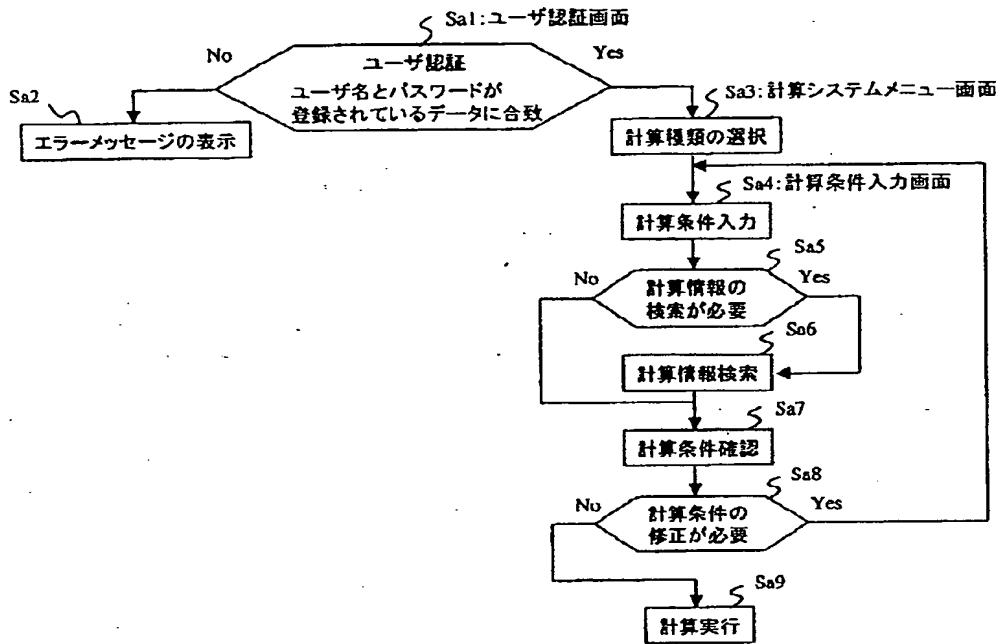 Sa1:ユーザ認証画面
No
Yes
ユーザ認証
ユーザ名とパスワードが
登録されているデータに合致
Sa2
エラーメッセージの表示
Sa3:計算システムメニュー画面
計算種類の選択
Sa4:計算条件入力画面
計算条件入力
Sa5
No
Yes
計算情報の
検索が必要
Sa6
計算情報検索
Sa7
計算条件確認
Sa8
No
Yes
計算条件の
修正が必要
Sa9
計算実行